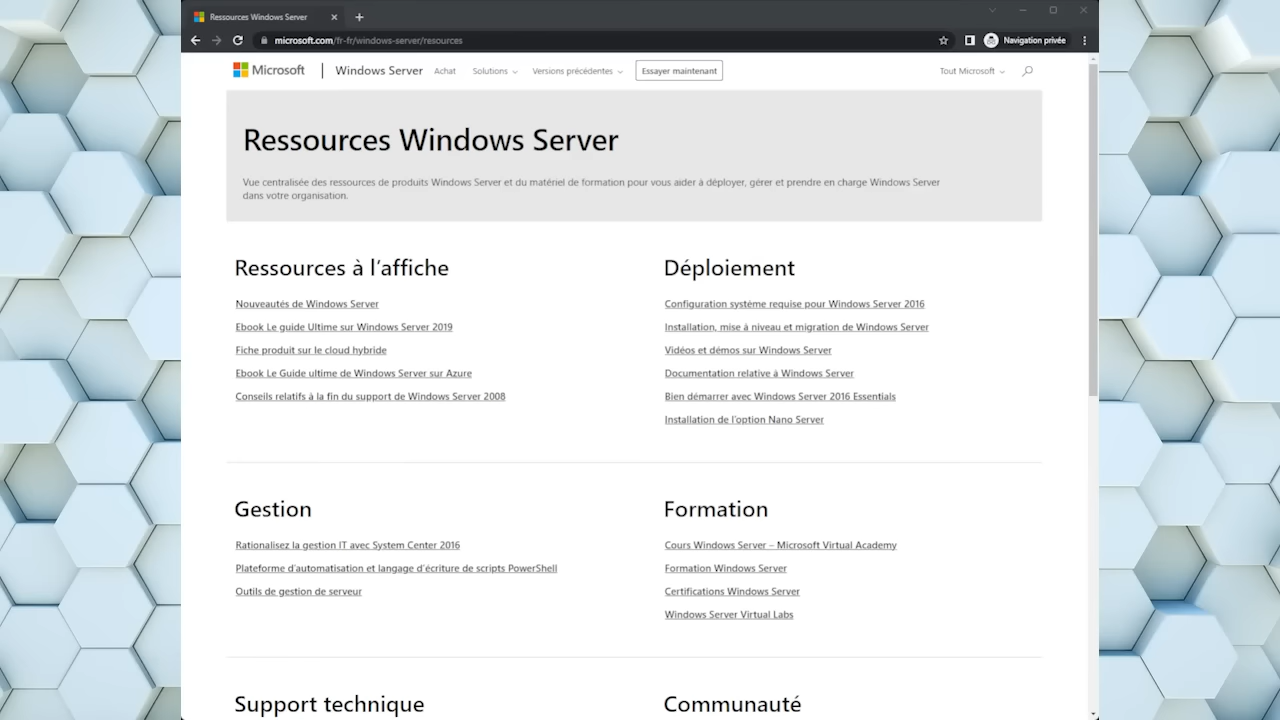 Ressources Windows Server
microsoft.com/fr-fr/windows-server/resources
Navigation privée
Microsoft
Windows Server
Achat
Solutions
Versions précédentes
Essayer maintenant
Tout Microsoft
Ressources Windows Server
Vue centralisée des ressources de produits Windows Server et du matériel de formation pour vous aider à déployer, gérer et prendre en charge Windows Server
dans votre organisation.
Ressources à l’affiche
Nouveautés de Windows Server
Ebook Le guide Ultime sur Windows Server 2019
Fiche produit sur le cloud hybride
Ebook Le Guide ultime de Windows Server sur Azure
Conseils relatifs à la fin du support de Windows Server 2008
Déploiement
Configuration système requise pour Windows Server 2016
Installation, mise à niveau et migration de Windows Server
Vidéos et démos sur Windows Server
Documentation relative à Windows Server
Bien démarrer avec Windows Server 2016 Essentials
Installation de l’option Nano Server
Gestion
Rationalisez la gestion IT avec System Center 2016
Plateforme d’automatisation et langage d’écriture de scripts PowerShell
Outils de gestion de serveur
Formation
Cours Windows Server – Microsoft Virtual Academy
Formation Windows Server
Certifications Windows Server
Windows Server Virtual Labs
Support technique
Communauté